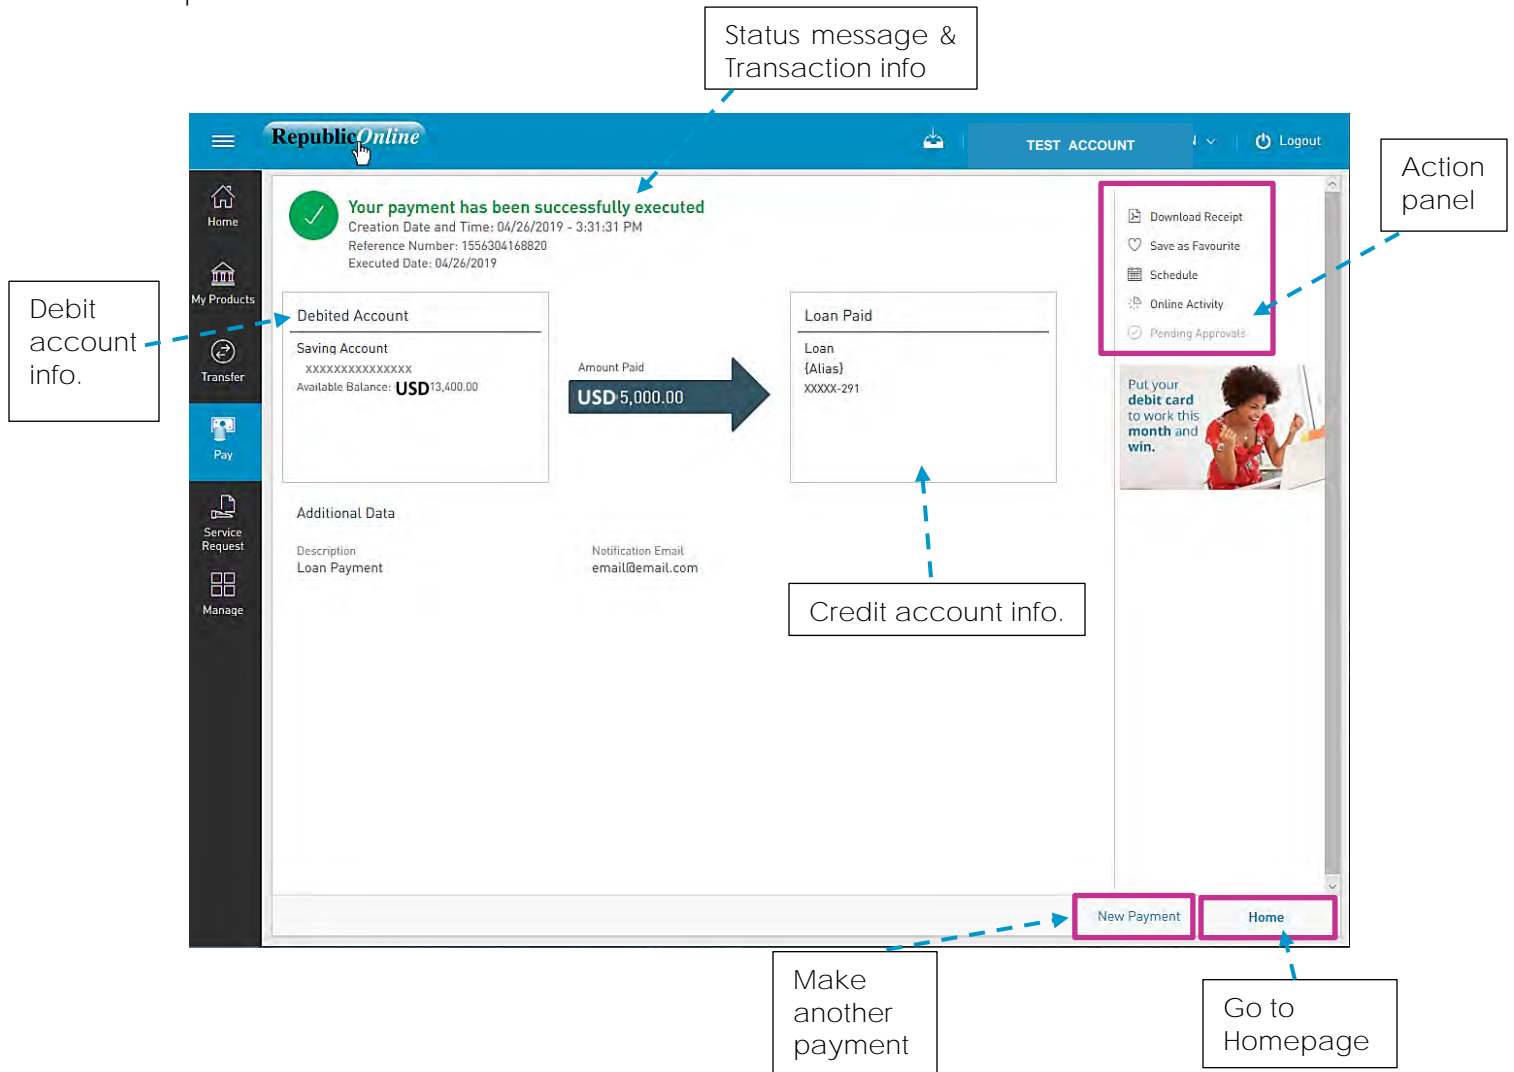 Status message &
Transaction info
RepublicOnline
TEST ACCOUNT
Logout
Action
panel
Home
My Products
Transfer
Pay
Service
Request
Manage
Your payment has been successfully executed
Creation Date and Time: 04/26/2019 - 3:31:31 PM
Reference Number: 1556304168820
Executed Date: 04/26/2019
Download Receipt
Save as Favourite
Schedule
Online Activity
Pending Approvals
Debit
account
info.
Debited Account
Saving Account
xxxxxxxxxxxxxxx
Available Balance: USD 13,400.00
Amount Paid
USD 5,000.00
Loan Paid
Loan
{Alias}
XXXXX-291
Put your
debit card
to work this
month and
win.
Additional Data
Description
Loan Payment
Notification Email
email@email.com
Credit account info.
New Payment
Home
Make
another
payment
Go to
Homepage